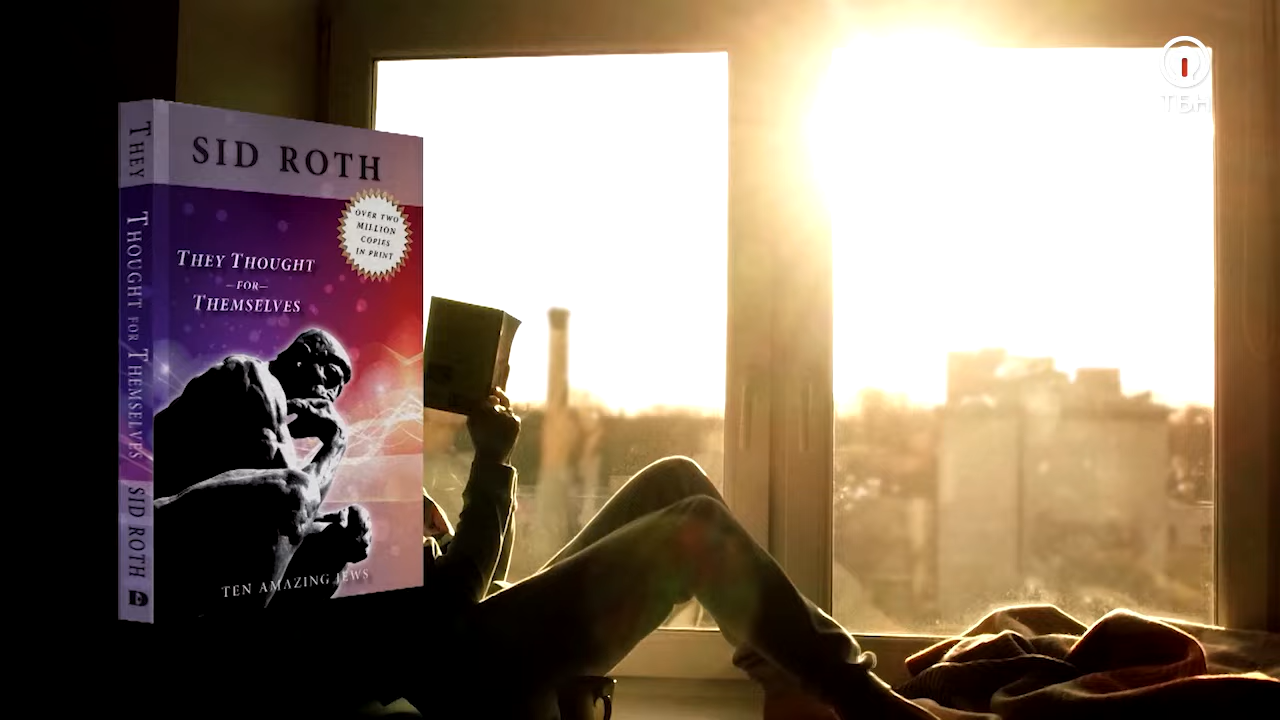 SID ROTH
OVER TWO
MILLION
COPIES
IN PRINT
THEY THOUGHT
—FOR—
THEMSELVES
TEN AMAZING JEWS
THEY THOUGHT FOR THEMSELVES SID ROTH
ТБН